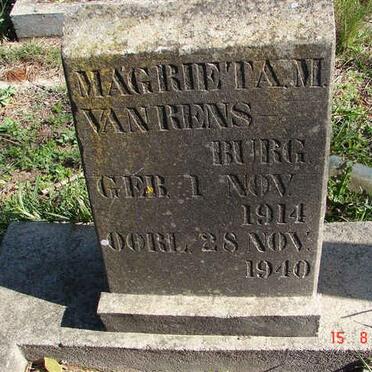 MAGRIETA. M.
VAN RENS-
BURG
GEB. 1 NOV.
1914
OORL. 28 NOV.
1940
15 8